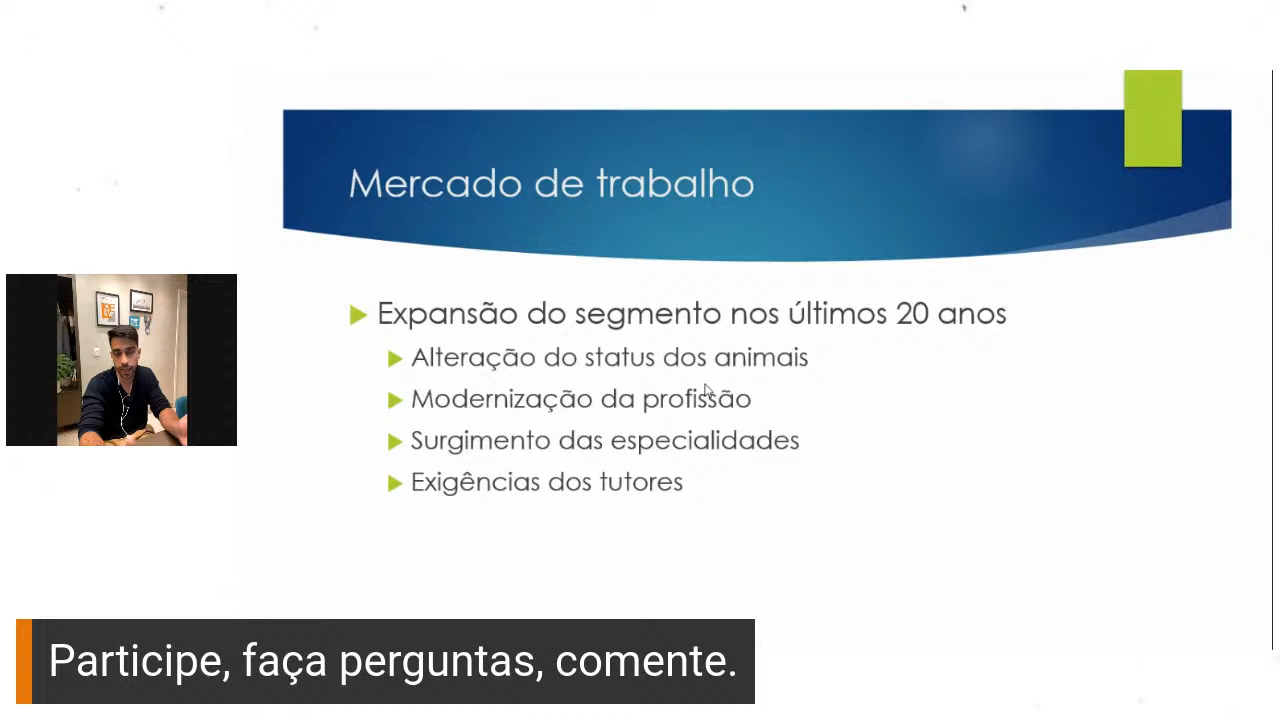 Mercado de trabalho
Expansão do segmento nos últimos 20 anos
Alteração do status dos animais
Modernização da profissão
Surgimento das especialidades
Exigências dos tutores
Participe, faça perguntas, comente.